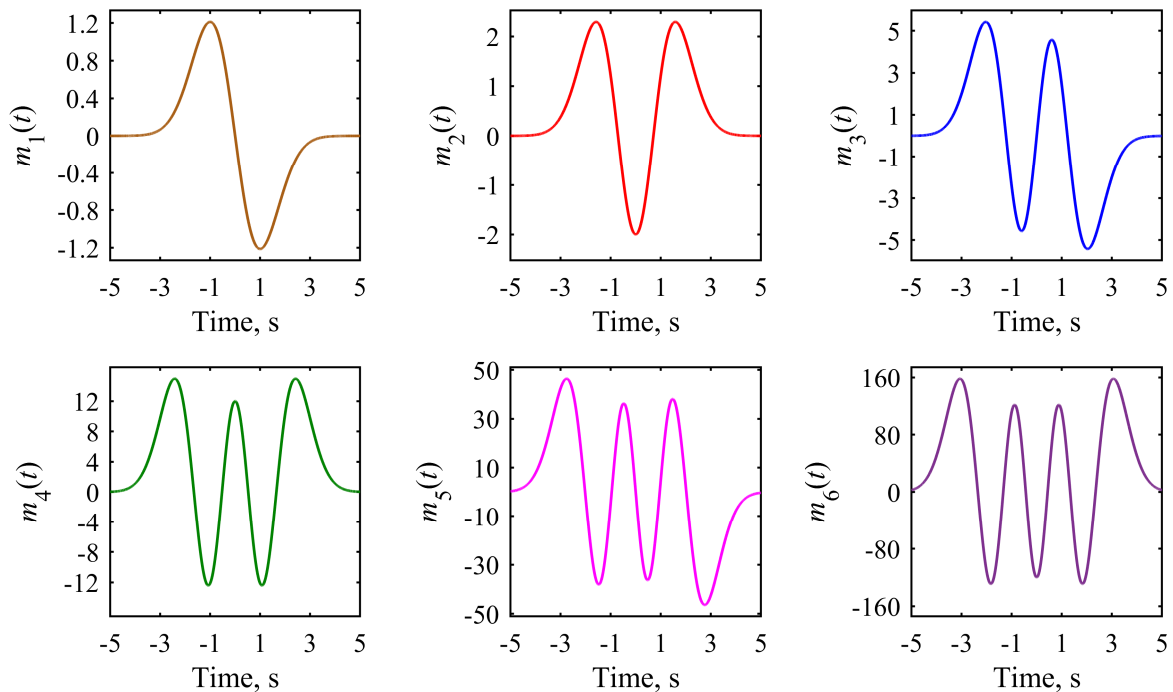 m1(t)
1.2
0.8
0.4
0
-0.4
-0.8
-1.2
-5 -3 -1 1 3 5
Time, s
m2(t)
2
1
0
-1
-2
-5 -3 -1 1 3 5
Time, s
m3(t)
5
3
1
-1
-3
-5
-5 -3 -1 1 3 5
Time, s
m4(t)
12
8
4
0
-4
-8
-12
-5 -3 -1 1 3 5
Time, s
m5(t)
50
30
10
-10
-30
-50
-5 -3 -1 1 3 5
Time, s
m6(t)
160
80
0
-80
-160
-5 -3 -1 1 3 5
Time, s